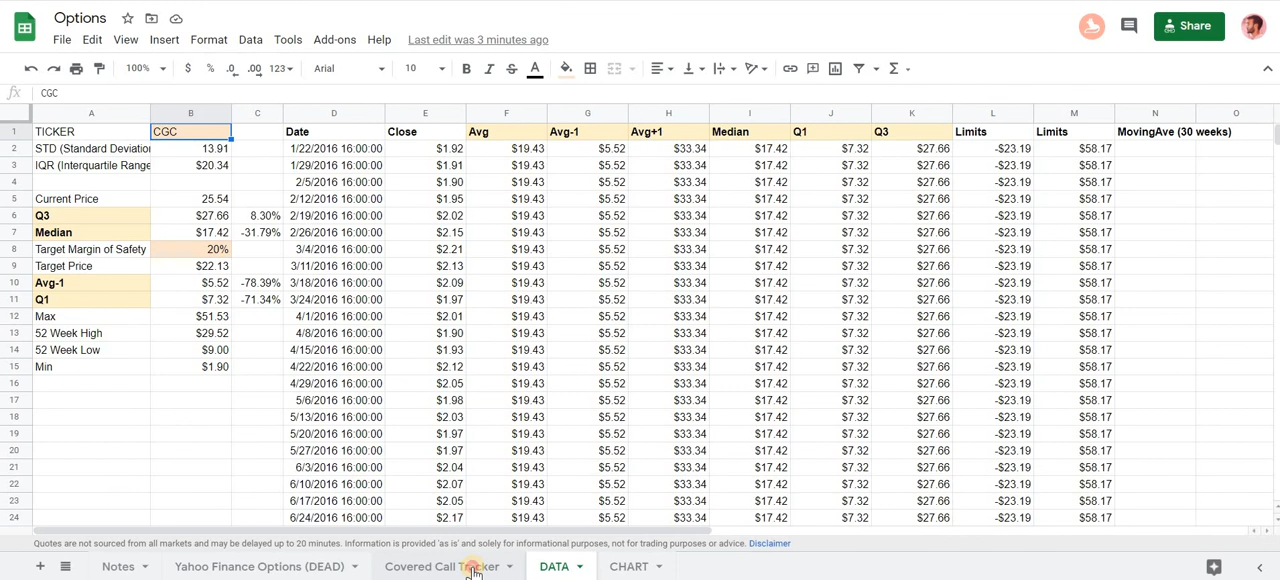 Options
File Edit View Insert Format Data Tools Add-ons Help Last edit was 3 minutes ago
Share
100% $ % .0 .00 123 Arial 10 B I S A Σ
fx CGC
A B C D E F G H I J K L M N O
1 TICKER CGC Date Close Avg Avg-1 Avg+1 Median Q1 Q3 Limits Limits MovingAve (30 weeks)
2 STD (Standard Deviation 13.91 1/22/2016 16:00:00 $1.92 $19.43 $5.52 $33.34 $17.42 $7.32 $27.66 -$23.19 $58.17
3 IQR (Interquartile Range $20.34 1/29/2016 16:00:00 $1.91 $19.43 $5.52 $33.34 $17.42 $7.32 $27.66 -$23.19 $58.17
4 2/5/2016 16:00:00 $1.90 $19.43 $5.52 $33.34 $17.42 $7.32 $27.66 -$23.19 $58.17
5 Current Price 25.54 2/12/2016 16:00:00 $1.95 $19.43 $5.52 $33.34 $17.42 $7.32 $27.66 -$23.19 $58.17
6 Q3 $27.66 8.30% 2/19/2016 16:00:00 $2.02 $19.43 $5.52 $33.34 $17.42 $7.32 $27.66 -$23.19 $58.17
7 Median $17.42 -31.79% 2/26/2016 16:00:00 $2.15 $19.43 $5.52 $33.34 $17.42 $7.32 $27.66 -$23.19 $58.17
8 Target Margin of Safety 20% 3/4/2016 16:00:00 $2.21 $19.43 $5.52 $33.34 $17.42 $7.32 $27.66 -$23.19 $58.17
9 Target Price $22.13 3/11/2016 16:00:00 $2.13 $19.43 $5.52 $33.34 $17.42 $7.32 $27.66 -$23.19 $58.17
10 Avg-1 $5.52 -78.39% 3/18/2016 16:00:00 $2.09 $19.43 $5.52 $33.34 $17.42 $7.32 $27.66 -$23.19 $58.17
11 Q1 $7.32 -71.34% 3/24/2016 16:00:00 $1.97 $19.43 $5.52 $33.34 $17.42 $7.32 $27.66 -$23.19 $58.17
12 Max $51.53 4/1/2016 16:00:00 $2.01 $19.43 $5.52 $33.34 $17.42 $7.32 $27.66 -$23.19 $58.17
13 52 Week High $29.52 4/8/2016 16:00:00 $1.90 $19.43 $5.52 $33.34 $17.42 $7.32 $27.66 -$23.19 $58.17
14 52 Week Low $9.00 4/15/2016 16:00:00 $1.93 $19.43 $5.52 $33.34 $17.42 $7.32 $27.66 -$23.19 $58.17
15 Min $1.90 4/22/2016 16:00:00 $2.12 $19.43 $5.52 $33.34 $17.42 $7.32 $27.66 -$23.19 $58.17
16 4/29/2016 16:00:00 $2.05 $19.43 $5.52 $33.34 $17.42 $7.32 $27.66 -$23.19 $58.17
17 5/6/2016 16:00:00 $1.98 $19.43 $5.52 $33.34 $17.42 $7.32 $27.66 -$23.19 $58.17
18 5/13/2016 16:00:00 $2.03 $19.43 $5.52 $33.34 $17.42 $7.32 $27.66 -$23.19 $58.17
19 5/20/2016 16:00:00 $1.97 $19.43 $5.52 $33.34 $17.42 $7.32 $27.66 -$23.19 $58.17
20 5/27/2016 16:00:00 $1.97 $19.43 $5.52 $33.34 $17.42 $7.32 $27.66 -$23.19 $58.17
21 6/3/2016 16:00:00 $2.04 $19.43 $5.52 $33.34 $17.42 $7.32 $27.66 -$23.19 $58.17
22 6/10/2016 16:00:00 $2.07 $19.43 $5.52 $33.34 $17.42 $7.32 $27.66 -$23.19 $58.17
23 6/17/2016 16:00:00 $2.05 $19.43 $5.52 $33.34 $17.42 $7.32 $27.66 -$23.19 $58.17
24 6/24/2016 16:00:00 $2.17 $19.43 $5.52 $33.34 $17.42 $7.32 $27.66 -$23.19 $58.17
Quotes are not sourced from all markets and may be delayed up to 20 minutes. Information is provided 'as is' and solely for informational purposes, not for trading purposes or advice. Disclaimer
Notes Yahoo Finance Options (DEAD) Covered Call Tracker DATA CHART